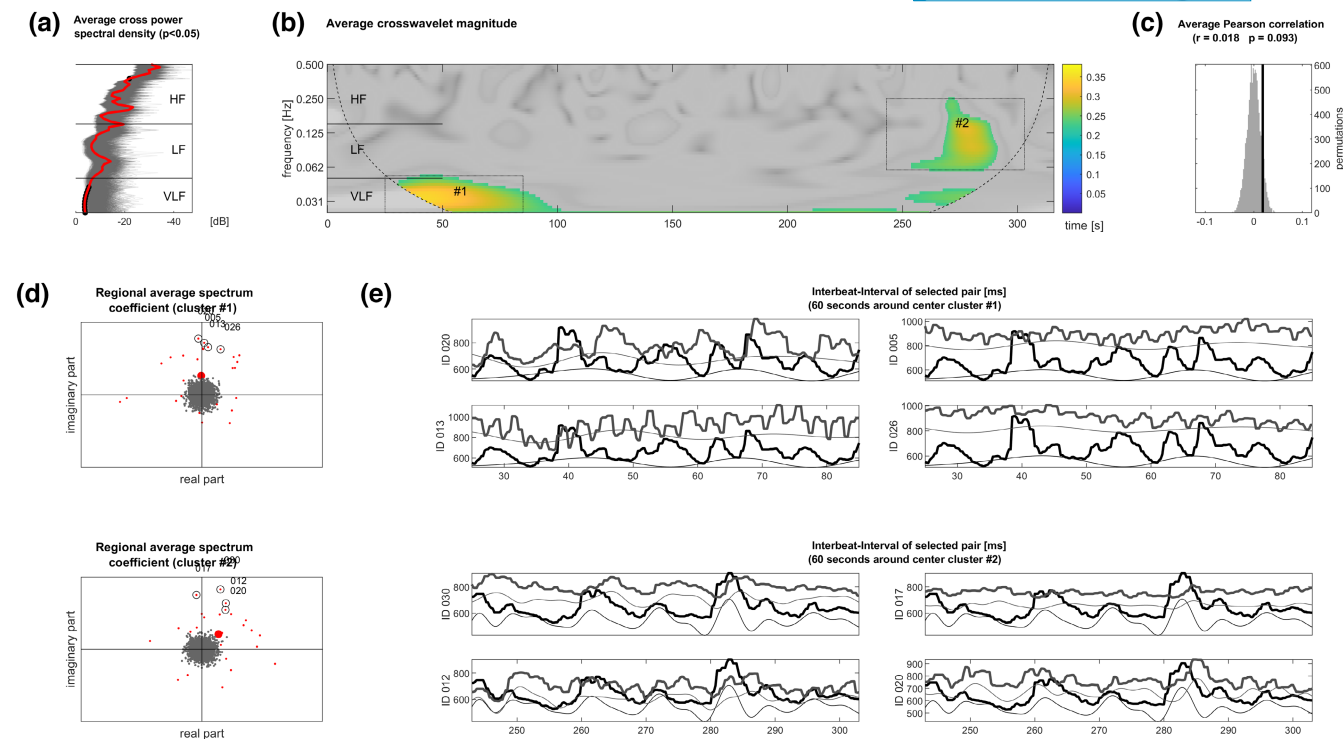 (a)
Average cross power
spectral density (p<0.05)
HF
LF
VLF
0 -20 -40 [dB]
(b)
Average crosswavelet magnitude
frequency [Hz]
0.500
0.250
0.125
0.062
0.031
HF
LF
VLF
#1
#2
0 50 100 150 200 250 300
time [s]
0.35
0.3
0.25
0.2
0.15
0.1
0.05
(c)
Average Pearson correlation
(r = 0.018 p = 0.093)
600
500
400
300
200
100
0
permutations
-0.1 0 0.1
(d)
Regional average spectrum
coefficient (cluster #1)
005
013
026
imaginary part
real part
Regional average spectrum
coefficient (cluster #2)
017
012
020
imaginary part
real part
(e)
Interbeat-Interval of selected pair [ms]
(60 seconds around center cluster #1)
ID 020
800
600
ID 005
1000
800
600
ID 013
1000
800
600
30 40 50 60 70 80
ID 026
1000
800
600
30 40 50 60 70 80
Interbeat-Interval of selected pair [ms]
(60 seconds around center cluster #2)
ID 030
800
600
ID 017
800
600
ID 012
800
600
250 260 270 280 290 300
ID 020
900
800
700
600
500
250 260 270 280 290 300